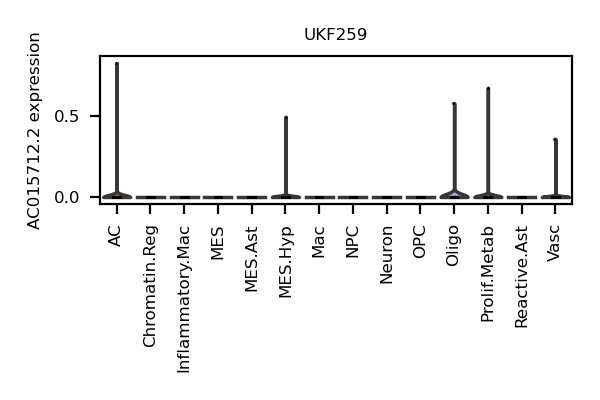 UKF259
AC015712.2 expression
0.5
0.0
AC
Chromatin.Reg
Inflammatory.Mac
MES
MES.Ast
MES.Hyp
Mac
NPC
Neuron
OPC
Oligo
Prolif.Metab
Reactive.Ast
Vasc